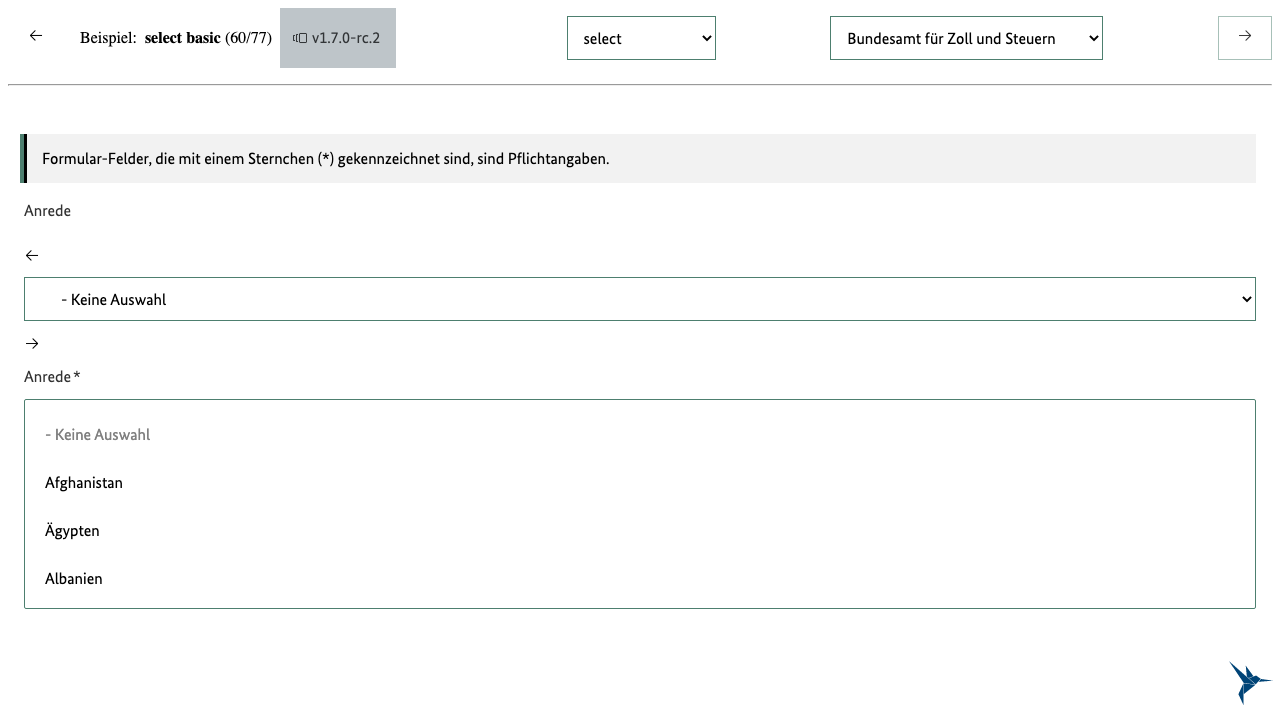 Beispiel: select basic (60/77) v1.7.0-rc.2 select Bundesamt für Zoll und Steuern
Formular-Felder, die mit einem Sternchen (*) gekennzeichnet sind, sind Pflichtangaben.
Anrede
- Keine Auswahl
Anrede *
- Keine Auswahl
Afghanistan
Ägypten
Albanien